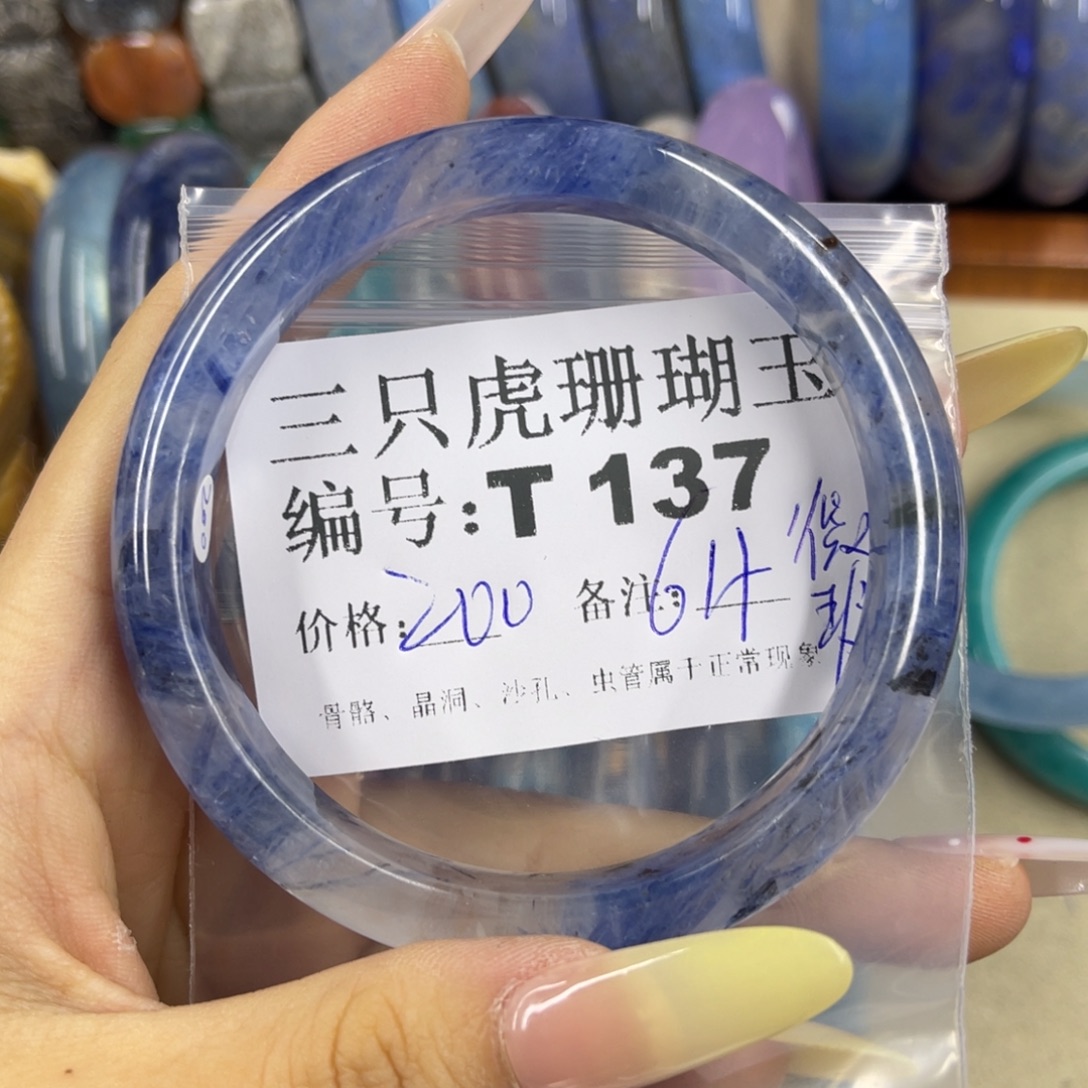 三只虎珊瑚玉
编号:T 137
价格:200 备注:64
骨骼、晶洞、沙孔、虫管属于正常现象